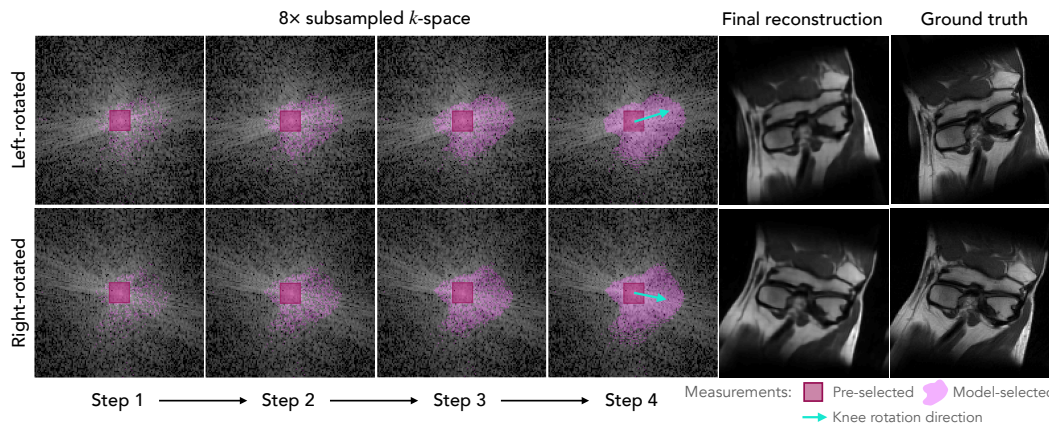 8× subsampled k-space
Final reconstruction
Ground truth
Left-rotated
Right-rotated
Step 1
Step 2
Step 3
Step 4
Measurements:
Pre-selected
Model-selected
Knee rotation direction